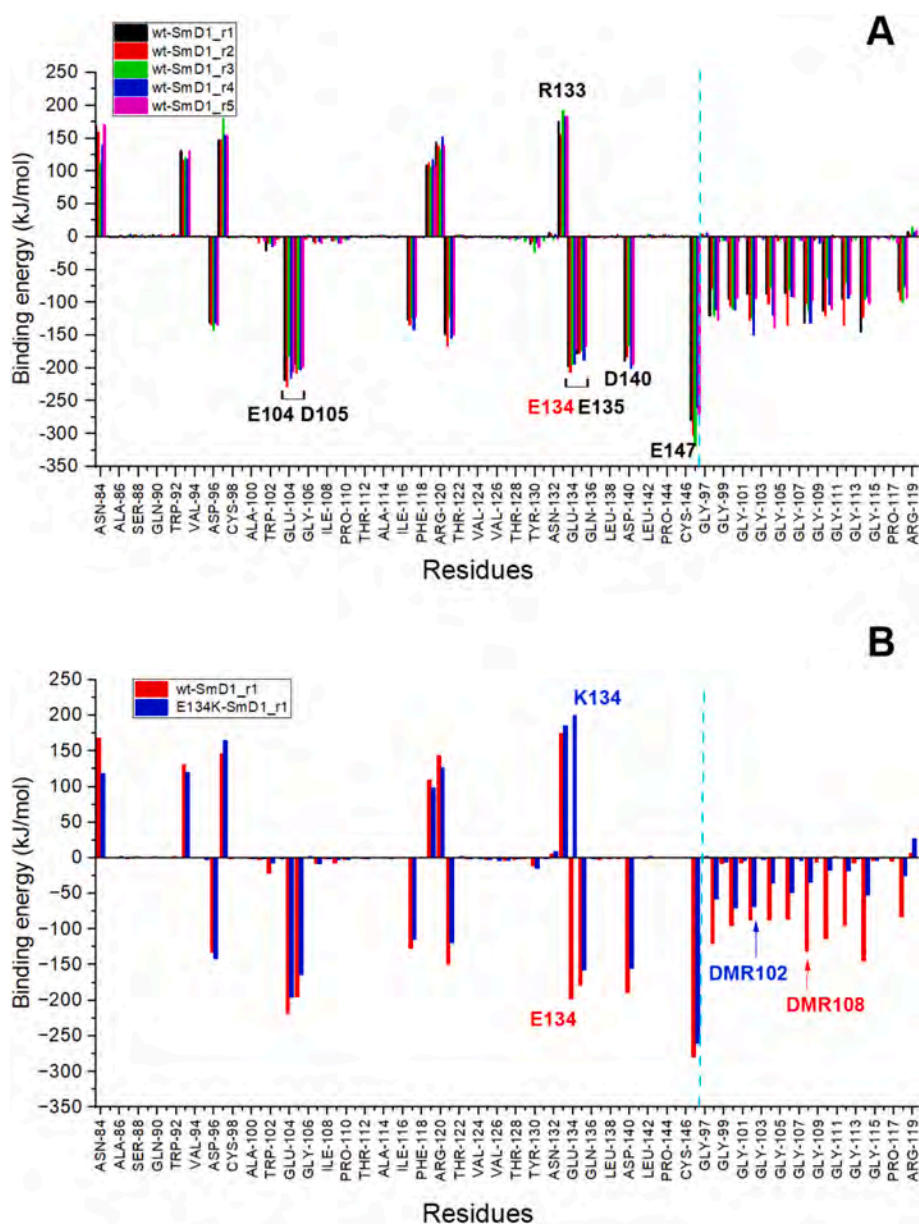 A
wt-SmD1_r1
wt-SmD1_r2
wt-SmD1_r3
wt-SmD1_r4
wt-SmD1_r5
Binding energy (kJ/mol)
250
200
150
100
50
0
-50
-100
-150
-200
-250
-300
-350
R133
E104 D105
E134 E135
D140
E147
ASN-84
ALA-86
SER-88
GLN-90
TRP-92
VAL-94
ASP-96
CYS-98
ALA-100
TRP-102
GLU-104
GLY-106
ILE-108
PRO-110
THR-112
ALA-114
ILE-116
PHE-118
ARG-120
THR-122
VAL-124
VAL-126
THR-128
TYR-130
ASN-132
GLU-134
GLN-136
LEU-138
ASP-140
LEU-142
PRO-144
CYS-146
GLY-97
GLY-99
GLY-101
GLY-103
GLY-105
GLY-107
GLY-109
GLY-111
GLY-113
GLY-115
PRO-117
ARG-119
Residues
B
wt-SmD1_r1
E134K-SmD1_r1
Binding energy (kJ/mol)
250
200
150
100
50
0
−50
−100
−150
−200
−250
−300
−350
K134
E134
DMR102
DMR108
ASN-84
ALA-86
SER-88
GLN-90
TRP-92
VAL-94
ASP-96
CYS-98
ALA-100
TRP-102
GLU-104
GLY-106
ILE-108
PRO-110
THR-112
ALA-114
ILE-116
PHE-118
ARG-120
THR-122
VAL-124
VAL-126
THR-128
TYR-130
ASN-132
GLU-134
GLN-136
LEU-138
ASP-140
LEU-142
PRO-144
CYS-146
GLY-97
GLY-99
GLY-101
GLY-103
GLY-105
GLY-107
GLY-109
GLY-111
GLY-113
GLY-115
PRO-117
ARG-119
Residues